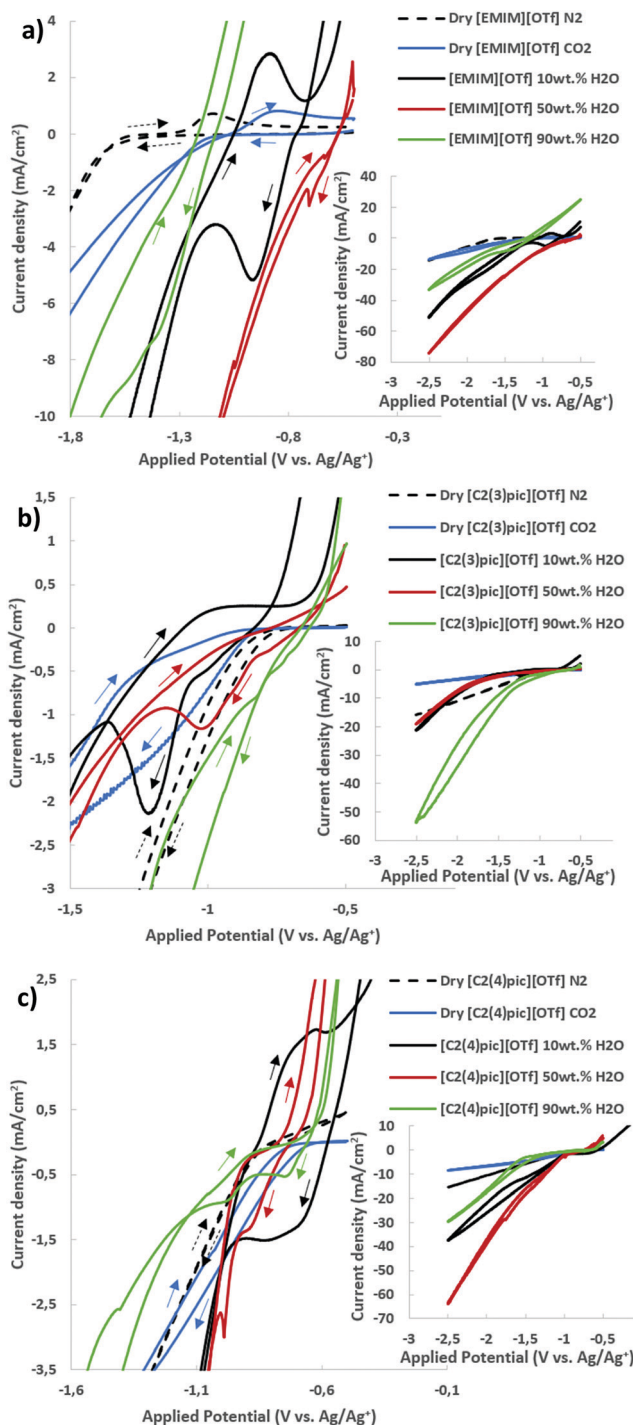 a)
Dry [EMIM][OTf] N2
Dry [EMIM][OTf] CO2
[EMIM][OTf] 10wt.% H2O
[EMIM][OTf] 50wt.% H2O
[EMIM][OTf] 90wt.% H2O
Current density (mA/cm²)
4
2
0
-2
-4
-6
-8
-10
-1,8
-1,3
-0,8
-0,3
Applied Potential (V vs. Ag/Ag⁺)
Current density (mA/cm²)
40
20
0
-20
-40
-60
-80
-3
-2,5
-2
-1,5
-1
-0,5
0
Applied Potential (V vs. Ag/Ag⁺)
b)
Dry [C2(3)pic][OTf] N2
Dry [C2(3)pic][OTf] CO2
[C2(3)pic][OTf] 10wt.% H2O
[C2(3)pic][OTf] 50wt.% H2O
[C2(3)pic][OTf] 90wt.% H2O
Current density (mA/cm²)
1,5
1
0,5
0
-0,5
-1
-1,5
-2
-2,5
-3
-1,5
-1
-0,5
Applied Potential (V vs. Ag/Ag⁺)
Current density (mA/cm²)
10
0
-10
-20
-30
-40
-50
-60
-3
-2,5
-2
-1,5
-1
-0,5
0
Applied Potential (V vs. Ag/Ag⁺)
c)
Dry [C2(4)pic][OTf] N2
Dry [C2(4)pic][OTf] CO2
[C2(4)pic][OTf] 10wt.% H2O
[C2(4)pic][OTf] 50wt.% H2O
[C2(4)pic][OTf] 90wt.% H2O
Current density (mA/cm²)
2,5
1,5
0,5
-0,5
-1,5
-2,5
-3,5
-1,6
-1,1
-0,6
-0,1
Applied Potential (V vs. Ag/Ag⁺)
Current density (mA/cm²)
10
0
-10
-20
-30
-40
-50
-60
-70
-3
-2,5
-2
-1,5
-1
-0,5
0
Applied Potential (V vs. Ag/Ag⁺)